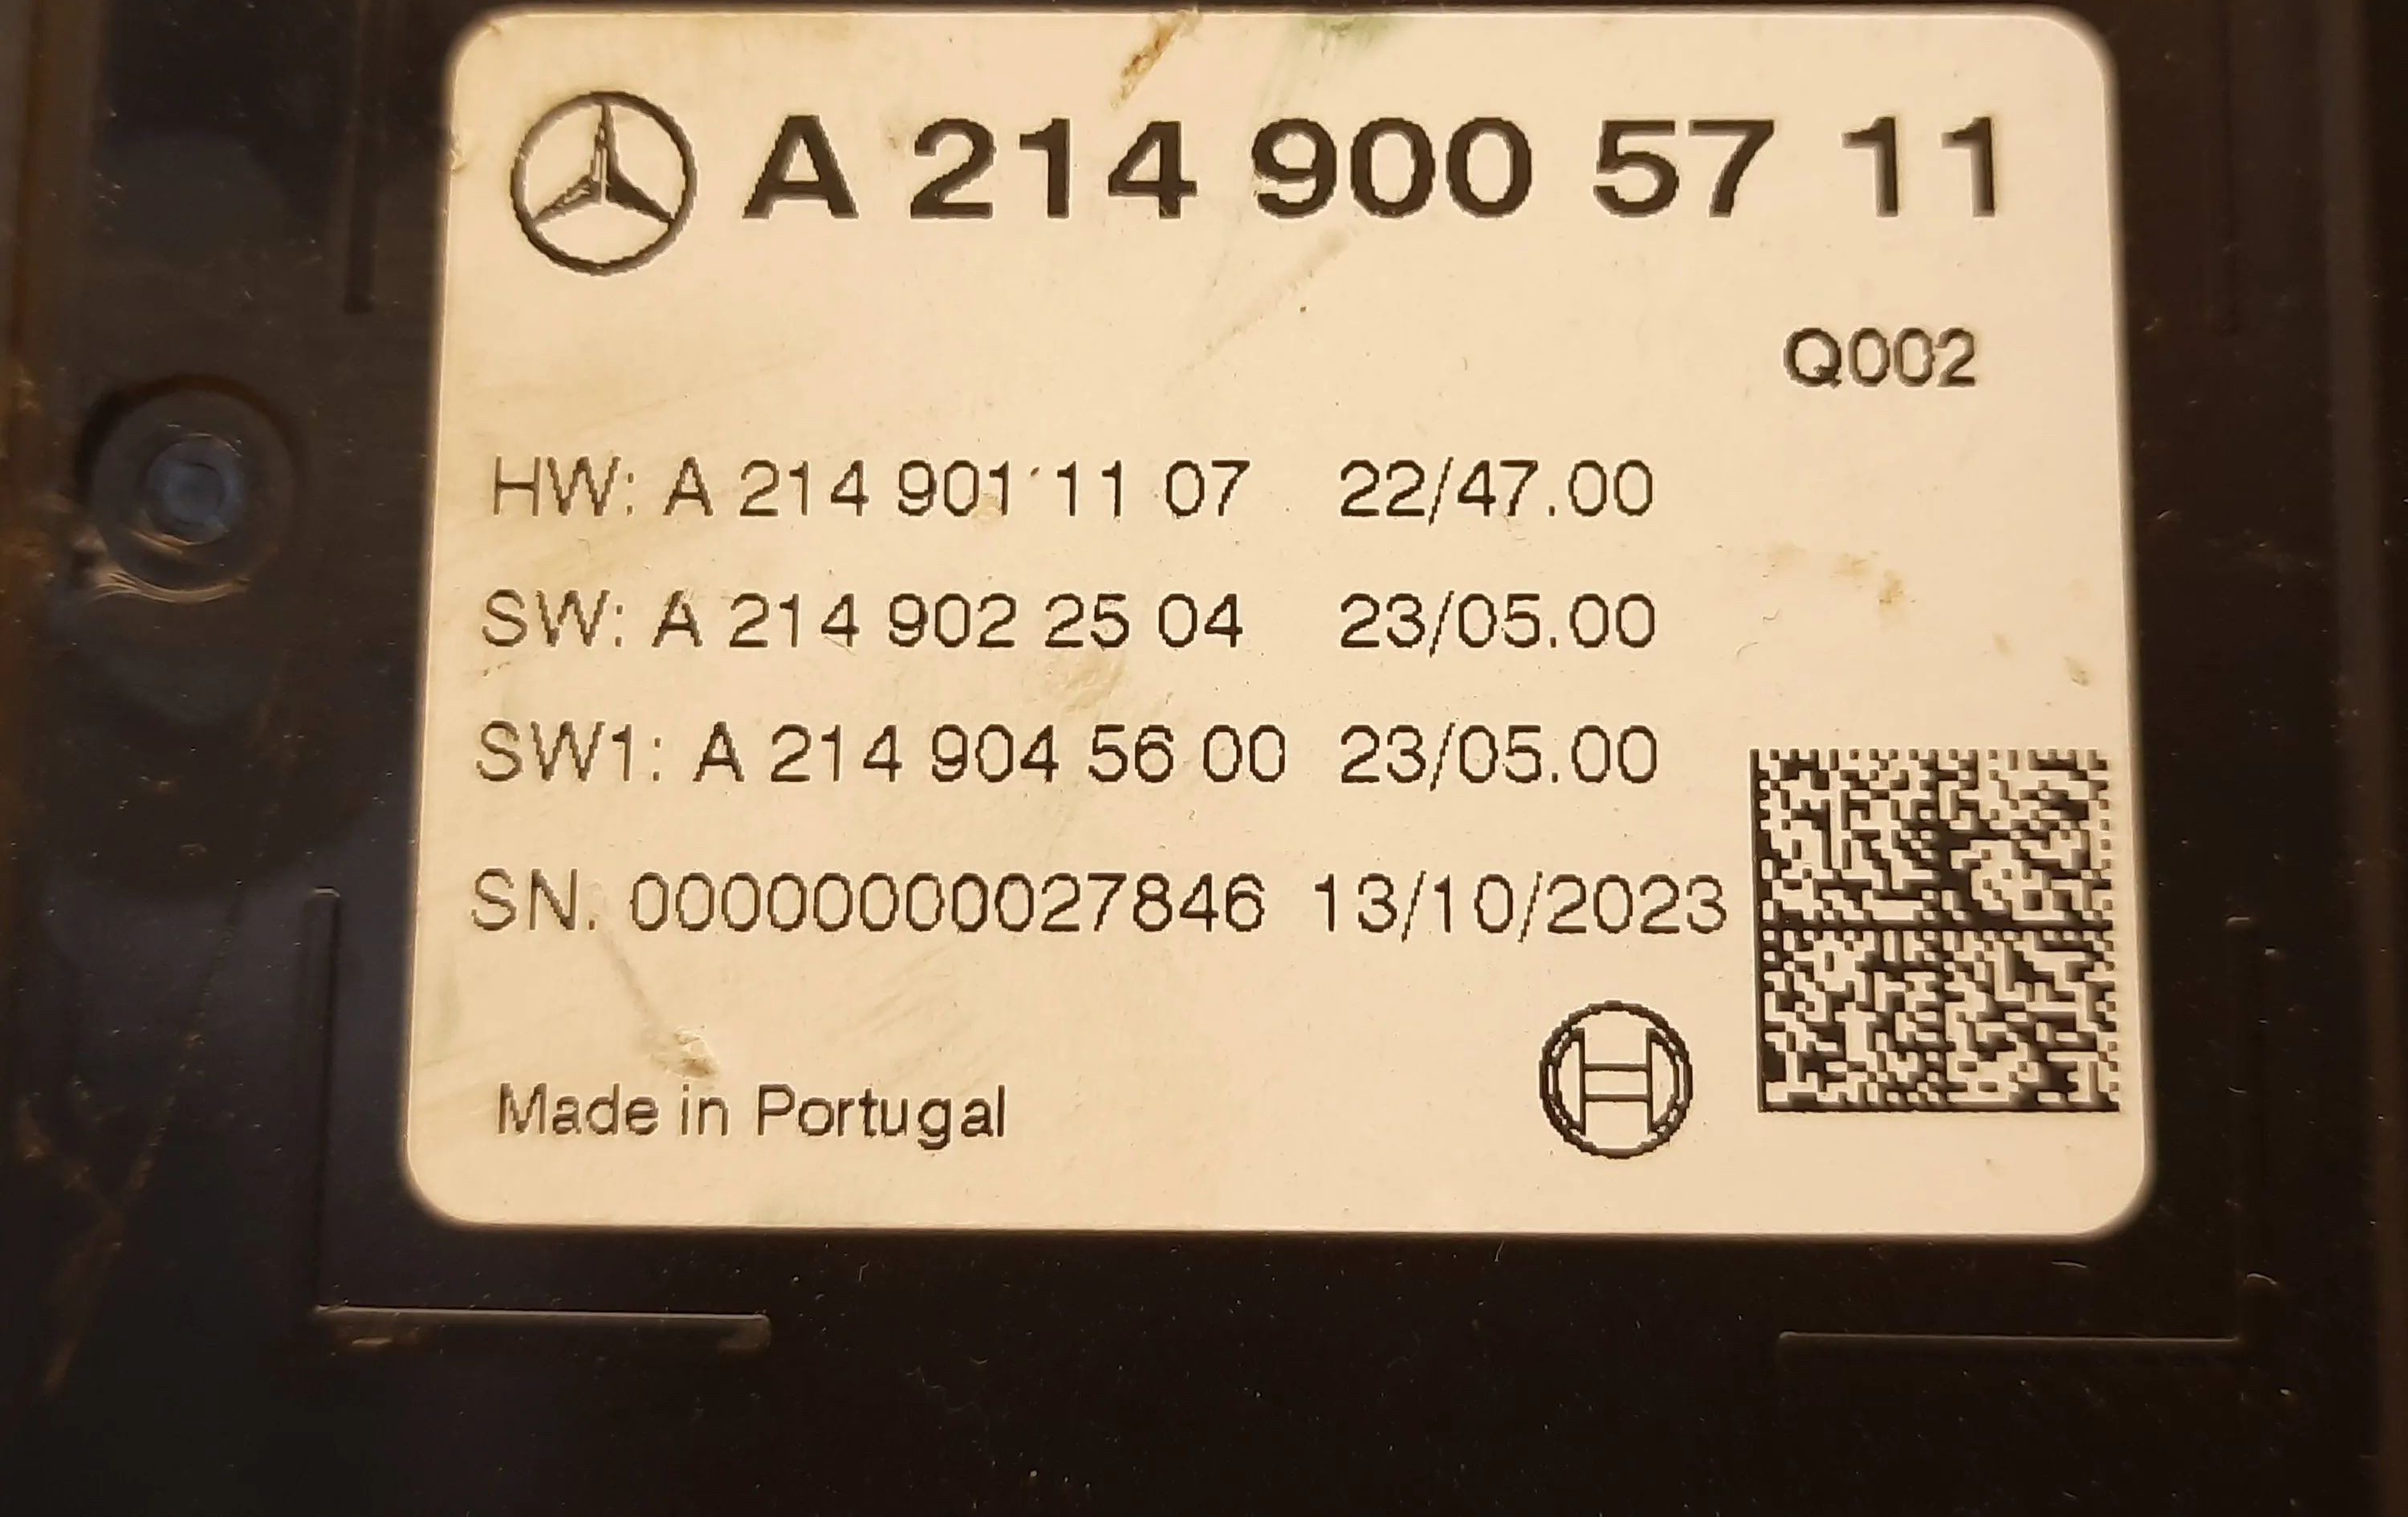 A 214 900 57 11
Q002
HW: A 214 901 11 07 22/47.00
SW: A 214 902 25 04 23/05.00
SW1: A 214 904 56 00 23/05.00
SN. 00000000027846 13/10/2023
Made in Portugal